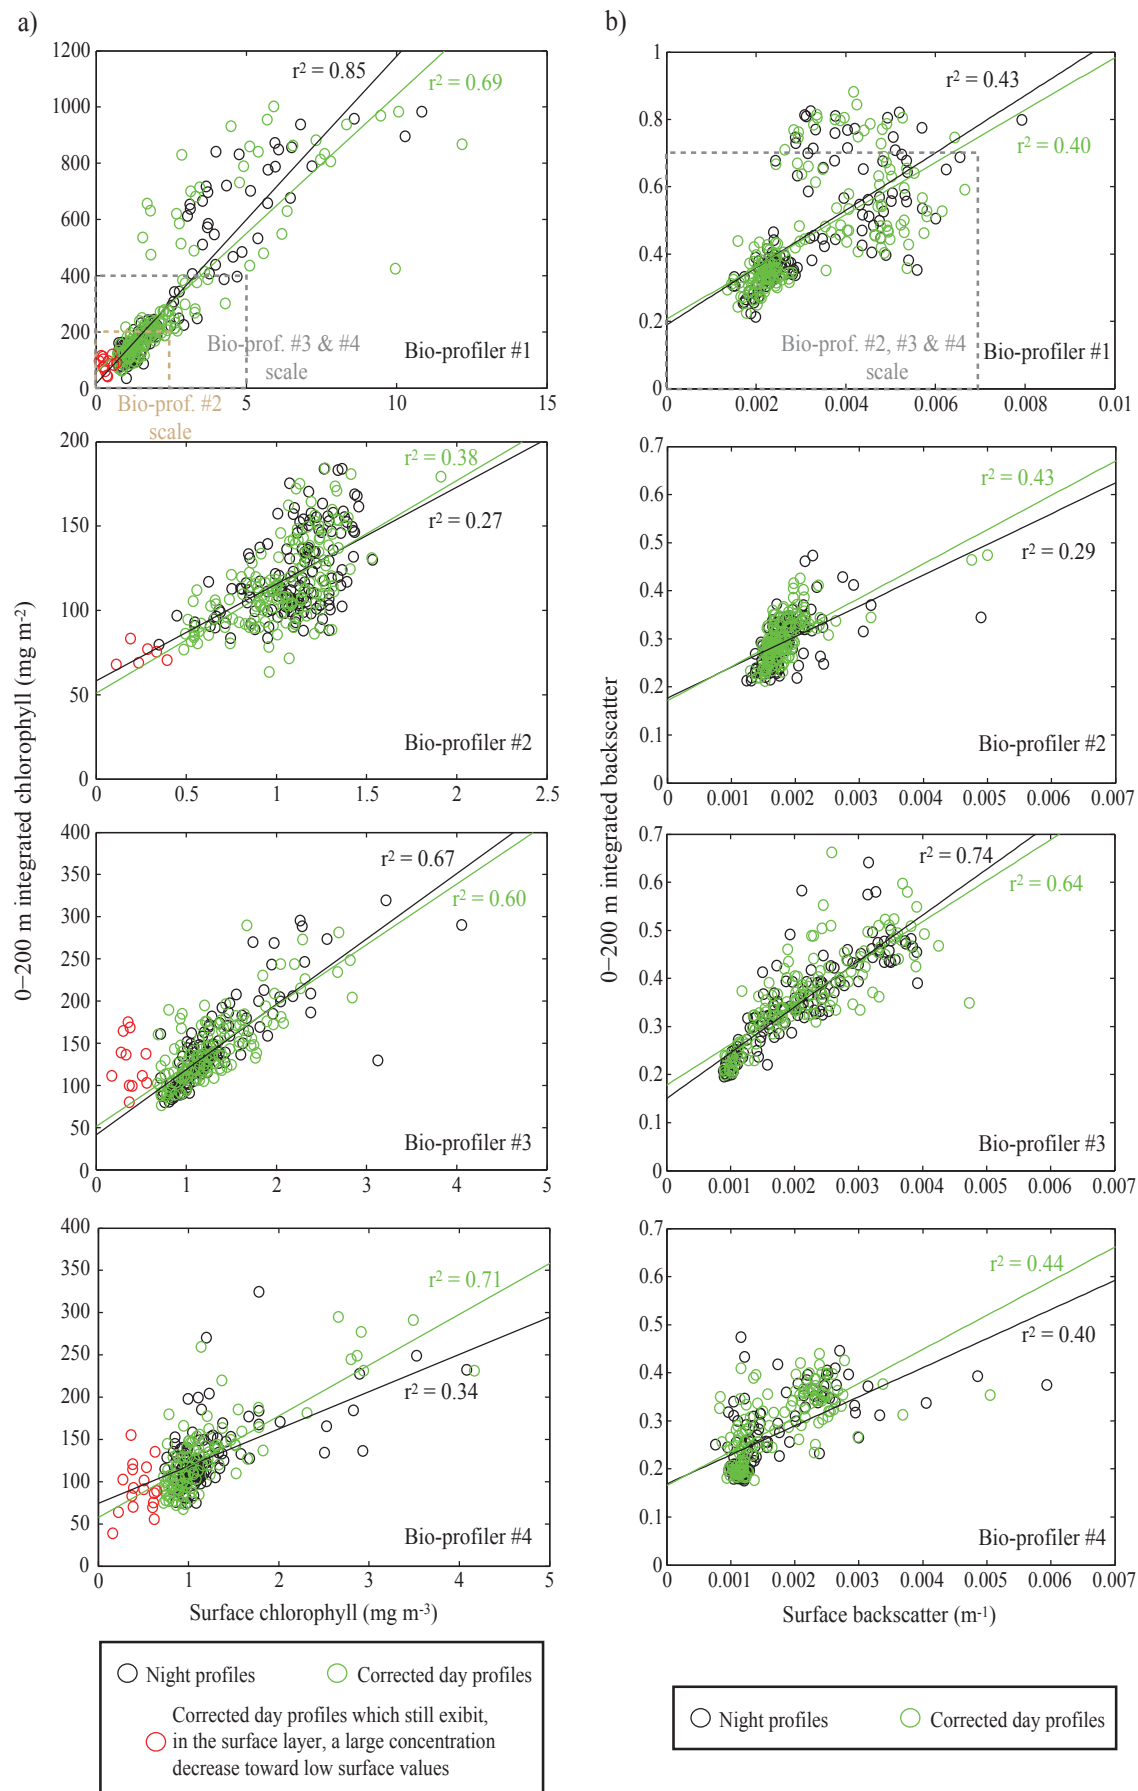 a)
b)
0–200 m integrated chlorophyll (mg m-2)
1200
1000
800
600
400
200
0
r2 = 0.85
r2 = 0.69
Bio-prof. #3 & #4
scale
Bio-profiler #1
0
5
10
15
Bio-prof. #2
scale
200
150
100
50
0
r2 = 0.38
r2 = 0.27
Bio-profiler #2
0
0.5
1
1.5
2
2.5
400
350
300
250
200
150
100
50
0
r2 = 0.67
r2 = 0.60
Bio-profiler #3
0
1
2
3
4
5
400
350
300
250
200
150
100
50
0
r2 = 0.71
r2 = 0.34
Bio-profiler #4
0
1
2
3
4
5
Surface chlorophyll (mg m-3)
Night profiles
Corrected day profiles
Corrected day profiles which still exibit,
in the surface layer, a large concentration
decrease toward low surface values
0–200 m integrated backscatter
1
0.8
0.6
0.4
0.2
0
r2 = 0.43
r2 = 0.40
Bio-prof. #2, #3 & #4
scale
Bio-profiler #1
0
0.002
0.004
0.006
0.008
0.01
0.7
0.6
0.5
0.4
0.3
0.2
0.1
0
r2 = 0.43
r2 = 0.29
Bio-profiler #2
0
0.001
0.002
0.003
0.004
0.005
0.006
0.007
0.7
0.6
0.5
0.4
0.3
0.2
0.1
0
r2 = 0.74
r2 = 0.64
Bio-profiler #3
0
0.001
0.002
0.003
0.004
0.005
0.006
0.007
0.7
0.6
0.5
0.4
0.3
0.2
0.1
0
r2 = 0.44
r2 = 0.40
Bio-profiler #4
0
0.001
0.002
0.003
0.004
0.005
0.006
0.007
Surface backscatter (m-1)
Night profiles
Corrected day profiles